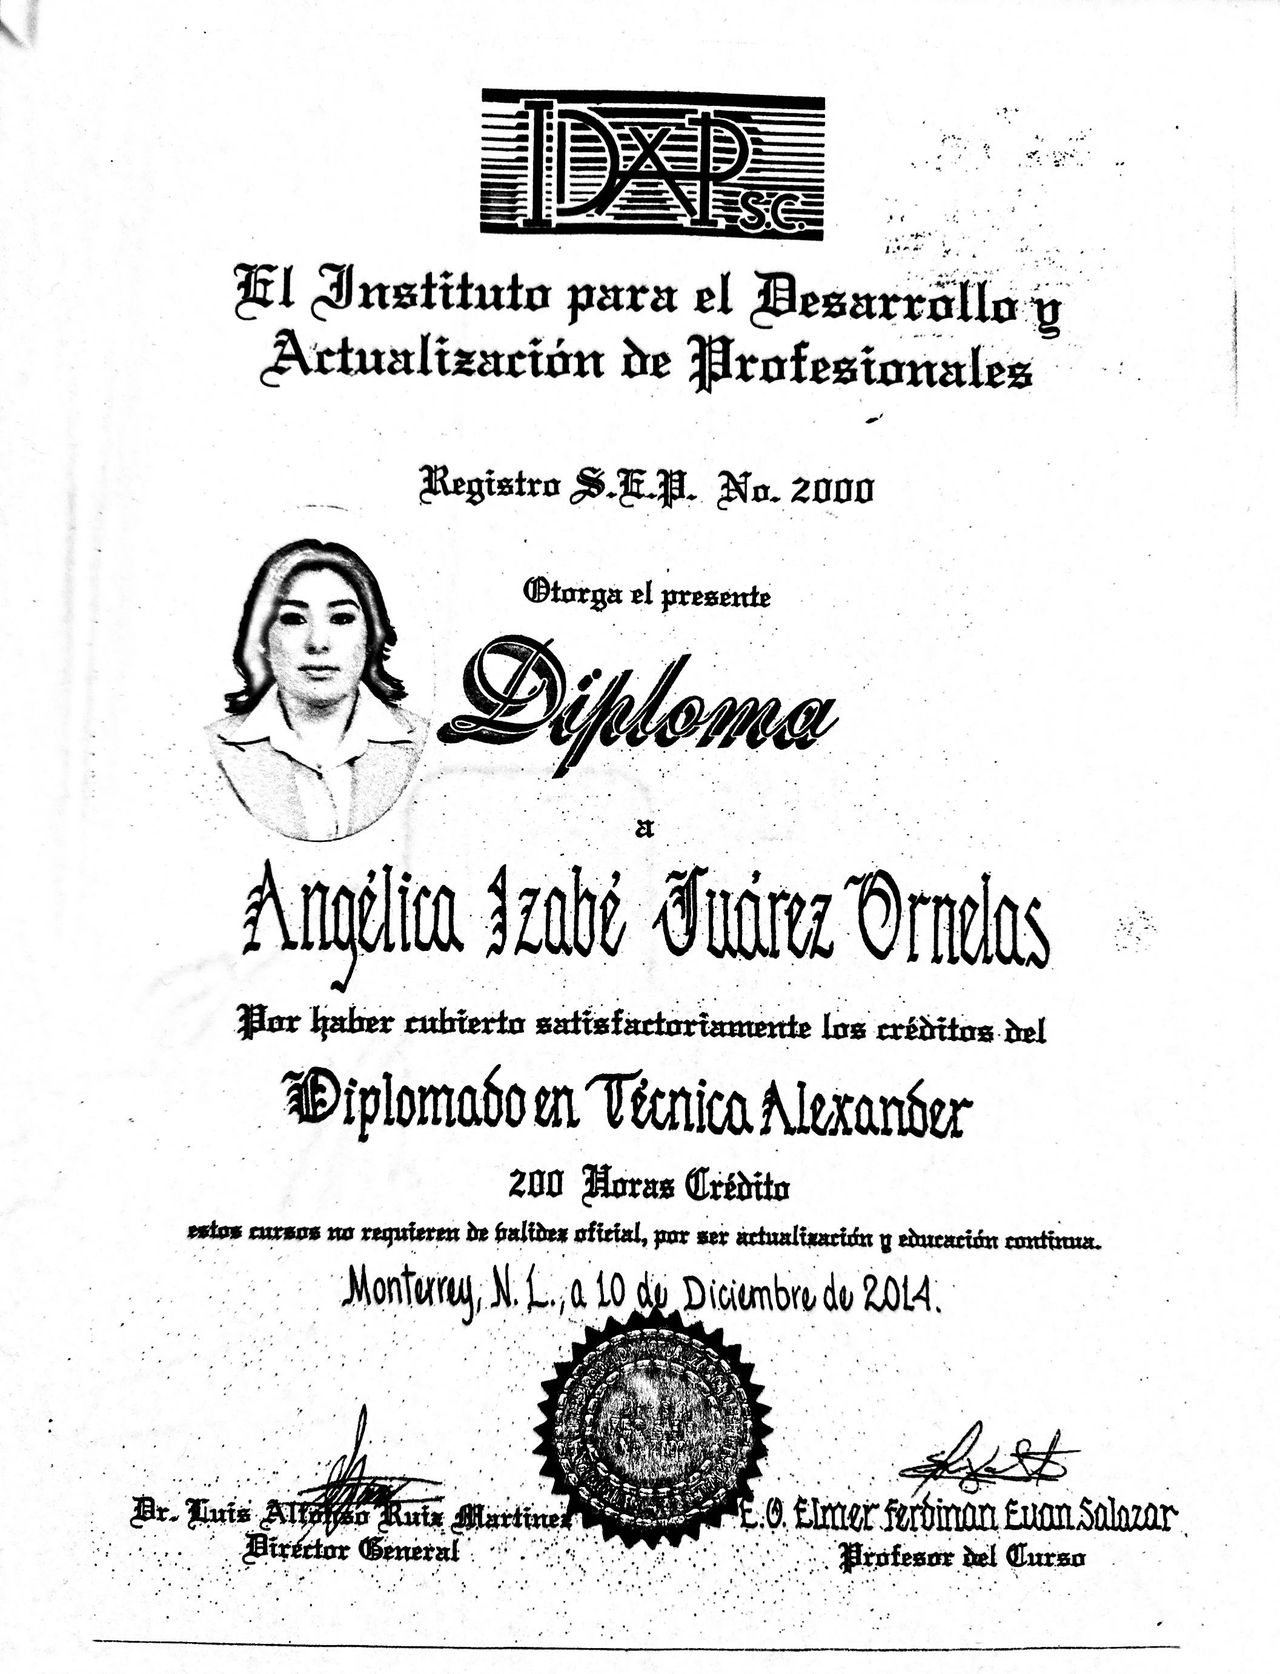 IDAP S.C.
El Instituto para el Desarrollo y
Actualización de Profesionales
Registro S.E.P. No. 2000
Otorga el presente
Diploma
a
Angélica Izabé Juárez Ornelas
Por haber cubierto satisfactoriamente los créditos del
Diplomado en Técnica Alexander
200 Horas Crédito
estos cursos no requieren de validez oficial, por ser actualización y educación continua.
Monterrey, N. L., a 10 de Diciembre de 2014.
Dr. Luis Alfonso Ruiz Martinez
Director General
E.O. Elmer Ferdinan Euan Salazar
Profesor del Curso